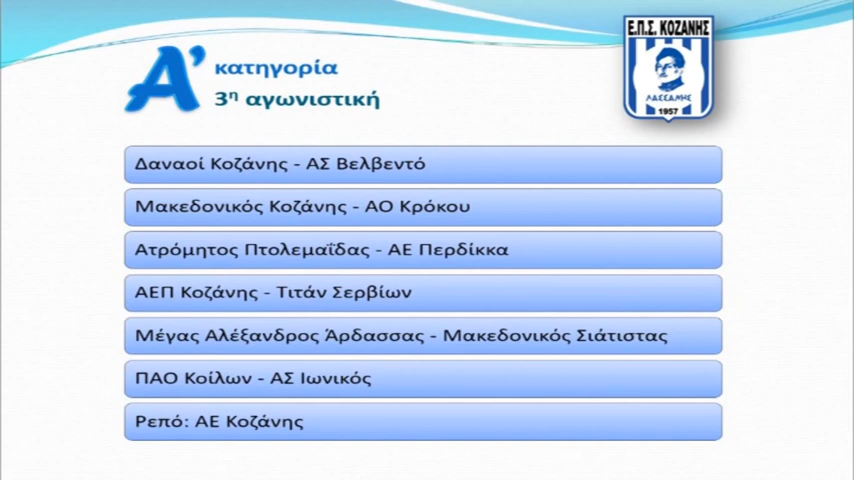 Α' κατηγορία
3η αγωνιστική
Ε.Π.Σ. ΚΟΖΑΝΗΣ
ΛΑΣΣΑΝΗΣ
1957
Δαναοί Κοζάνης - ΑΣ Βελβεντό
Μακεδονικός Κοζάνης - ΑΟ Κρόκου
Ατρόμητος Πτολεμαΐδας - ΑΕ Περδίκκα
ΑΕΠ Κοζάνης - Τιτάν Σερβίων
Μέγας Αλέξανδρος Άρδασσας - Μακεδονικός Σιάτιστας
ΠΑΟ Κοίλων - ΑΣ Ιωνικός
Ρεπό: ΑΕ Κοζάνης